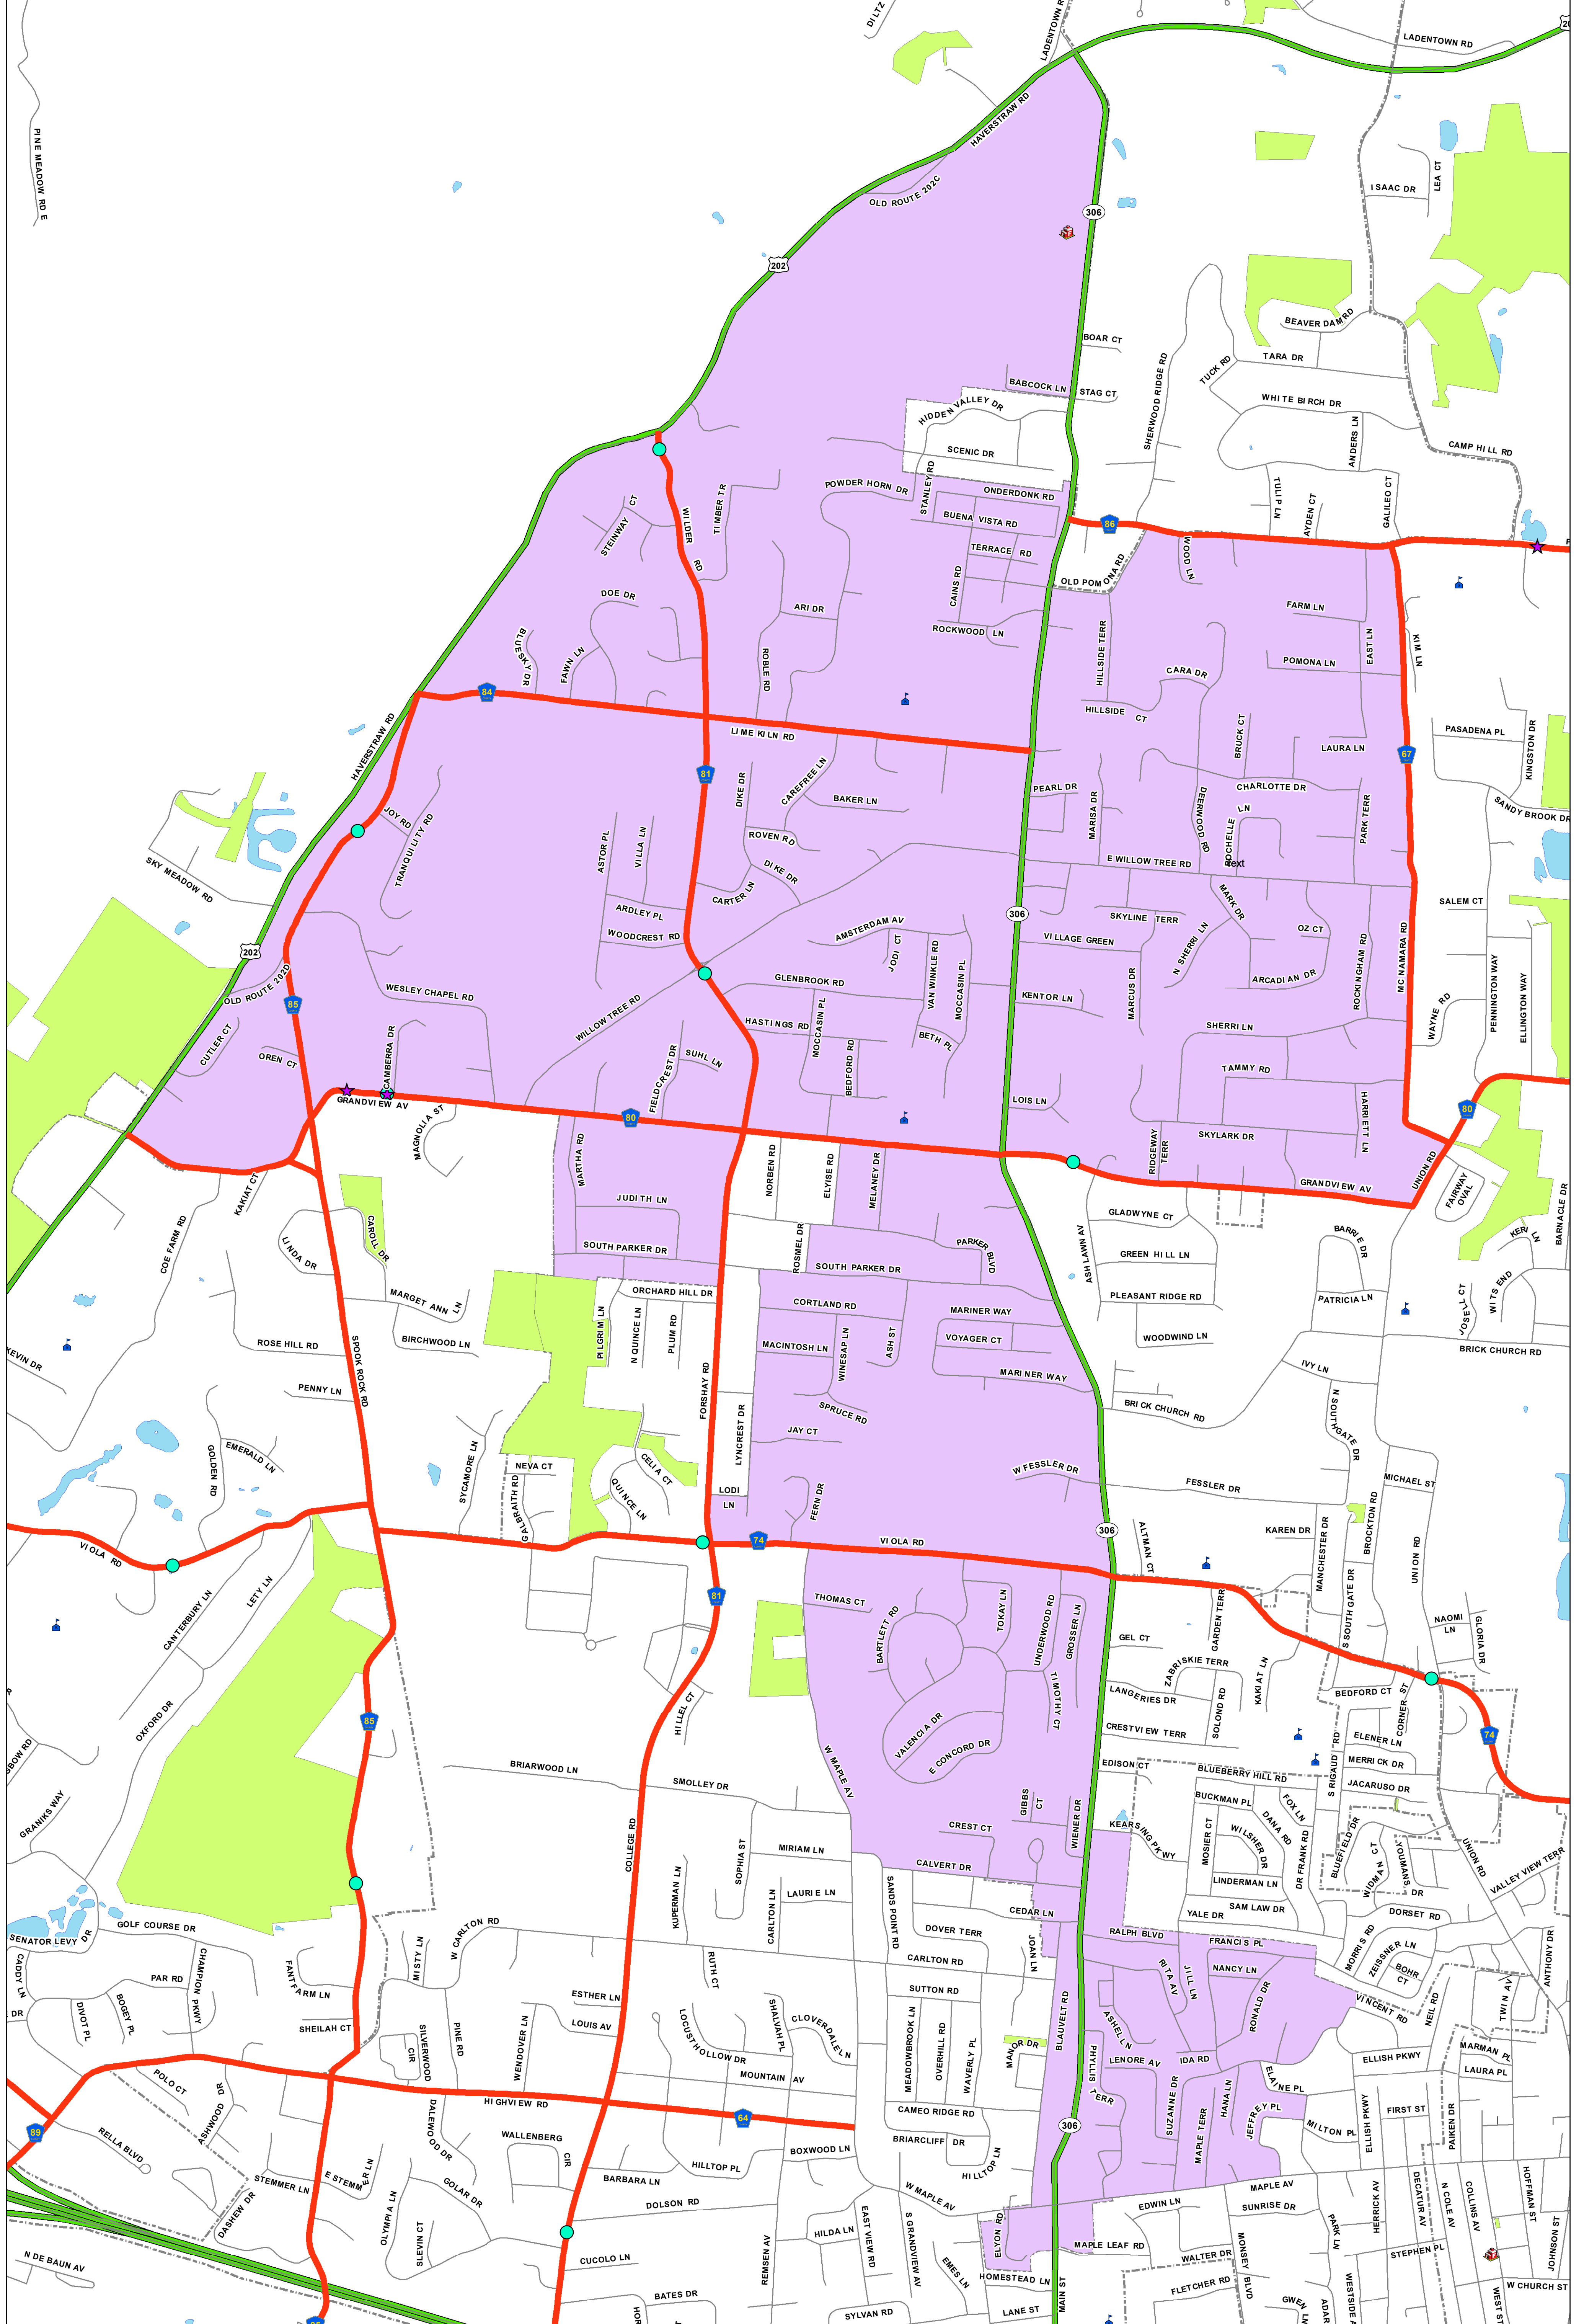 DILTZ
LADENTOWN R
LADENTOWN RD
20
PINE MEADOW RD E
HAVERSTRAW RD
OLD ROUTE 202C
306
ISAAC DR
LEA CT
202
BEAVER DAM RD
BOAR CT
TARA DR
TUCK RD
SHERWOOD RIDGE RD
BABCOCK LN
STAG CT
HIDDEN VALLEY DR
WHITE BIRCH DR
ANDERS LN
CAMP HILL RD
SCENIC DR
STANLEY RD
POWDER HORN DR
ONDERDONK RD
TULIP LN
AYDEN CT
GALILEO CT
STEINWAY CT
WILDER RD
TIMBER TR
BUENA VISTA RD
86
TERRACE RD
WOOD LN
OLD POMONA RD
CAINS RD
DOE DR
ARI DR
FARM LN
ROCKWOOD LN
HILLSIDE TERR
EAST LN
KIM LN
BLUE SKY DR
FAWN LN
ROBLE RD
CARA DR
POMONA LN
84
HILLSIDE CT
HAVERSTRAW RD
LIME KILN RD
BRUCK CT
LAURA LN
67
PASADENA PL
KINGSTON DR
81
DIKE DR
CAREFREE LN
BAKER LN
PEARL DR
MARISA DR
DEERWOOD RD
CHARLOTTE DR
ROCHELLE LN
PARK TERR
SANDY BROOK DR
JOY RD
TRANQUILITY RD
ASTOR PL
VILLA LN
ROVEN RD
DIKE DR
E WILLOW TREE RD
Text
SKY MEADOW RD
CARTER LN
ARDLEY PL
WOODCREST RD
AMSTERDAM AV
JODI CT
306
SKYLINE TERR
MARK DR
N SHERRI LN
OZ CT
SALEM CT
VILLAGE GREEN
202
OLD ROUTE 202D
85
WESLEY CHAPEL RD
WILLOW TREE RD
GLENBROOK RD
VAN WINKLE RD
MOCCASIN PL
KENTOR LN
MARCUS DR
ARCADIAN DR
ROCKINGHAM RD
MC NAMARA RD
WAYNE RD
PENNINGTON WAY
ELLINGTON WAY
HASTINGS RD
MOCCASIN PL
BETH PL
SHERRI LN
CUTLER CT
OREN CT
CAMBERRA DR
SUHL LN
FIELDCREST DR
BEDFORD RD
TAMMY RD
GRANDVIEW AV
MAGNOLIA ST
80
LOIS LN
HARRIETT LN
80
SKYLARK DR
RIDGEWAY TERR
MARTHA RD
NORBEN RD
ELYISE RD
MELANEY DR
GRANDVIEW AV
UNION RD
FAIRWAY OVAL
KAKIAT CT
JUDITH LN
COE FARM RD
LINDA DR
CARROLL DR
SOUTH PARKER DR
ROSMEL DR
SOUTH PARKER DR
PARKER BLVD
ASHLAWN AV
GLADWYNE CT
GREEN HILL LN
BARRIE DR
KERI LN
BARNACLE DR
MARGET ANN LN
ORCHARD HILL DR
PILGRIM LN
N QUINCE LN
PLUM RD
CORTLAND RD
MARINER WAY
PLEASANT RIDGE RD
PATRICIA LN
JOSELL CT
WITS END
ROSE HILL RD
BIRCHWOOD LN
MACINTOSH LN
WINESAP LN
ASH ST
VOYAGER CT
WOODWIND LN
BRICK CHURCH RD
KEVIN DR
SPOOK ROCK RD
PENNY LN
FORSHAY RD
LYNCREST DR
SPRUCE RD
MARINER WAY
IVY LN
BRICK CHURCH RD
N SOUTHGATE DR
JAY CT
GOLDEN RD
EMERALD LN
SYCAMORE LN
NEVA CT
GALBRAITH RD
QUINCE LN
CELIA CT
LODI LN
FERN DR
W FESSLER DR
FESSLER DR
MICHAEL ST
VIOLA RD
74
VIOLA RD
306
ALTMAN CT
KAREN DR
MANCHESTER DR
BROCKTON RD
UNION RD
CANTERBURY LN
LETY LN
81
THOMAS CT
BARTLETT RD
TOKAY LN
UNDERWOOD RD
GROSSER LN
GARDEN TERR
S SOUTH GATE DR
NAOMI LN
GLORIA DR
GEL CT
ZABRISKIE TERR
KAKIAT LN
LANGERIES DR
SOLOND RD
BEDFORD CT
CORNER ST
OXFORD DR
85
HILLEL CT
VALENCIA DR
E CONCORD DR
TIMOTHY CT
CRESTVIEW TERR
ELENER LN
MERRICK DR
74
BRIARWOOD LN
SMOLLEY DR
W MAPLE AV
EDISON CT
BLUEBERRY HILL RD
S RIGAUD RD
JACARUSO DR
GRANIKS WAY
GIBBS CT
WIENER DR
BUCKMAN PL
FOX LN
DANA RD
KEARSING PKWY
MOSIER CT
WILSHER DR
DR FRANK RD
BLUEFIELD DR
WIDMAN CT
YOUMANS DR
UNION RD
VALLEY VIEW TERR
COLLEGE RD
CREST CT
CALVERT DR
SOPHIA ST
MIRIAM LN
LINDERMAN LN
LAURIE LN
SAM LAW DR
YALE DR
DORSET RD
GOLF COURSE DR
SENATOR LEVY DR
KUPERMAN LN
CARLTON LN
SANDS POINT RD
CEDAR LN
DOVER TERR
JOAN LN
RALPH BLVD
FRANCIS PL
MORRIS RD
ZEISSNER LN
BOHR CT
ANTHONY DR
W CARLTON RD
CARLTON RD
CADDY LN
PAR RD
CHAMPION PKWY
FANTFARM LN
MISTY LN
RUTH CT
RITA AV
JILL LN
NANCY LN
RONALD DR
VINCENT RD
NEIL RD
TWIN AV
SUTTON RD
ESTHER LN
DIVOT PL
BOGEY PL
SHEILAH CT
LOUIS AV
LOCUST HOLLOW DR
SHALVAH PL
CLOVERDALE LN
MEADOWBROOK LN
OVERHILL RD
WAVERLY PL
MANOR DR
BLAUVELT RD
ASHEL LN
LENORE AV
IDA RD
ELLISH PKWY
MARMAN PL
LAURA PL
CIR
SILVERWOOD
PINE RD
WENDOVER LN
MOUNTAIN AV
POLO CT
ASHWOOD RD
HIGHVIEW RD
64
CAMEO RIDGE RD
PHYLLIS TERR
SUZANNE DR
MAPLE TERR
HANA LN
ELAINE PL
JEFFREY PL
MILTON PL
ELLISH PKWY
FIRST ST
PAIKEN DR
89
RELLA BLVD
DALEWOOD DR
WALLENBERG CIR
BOXWOOD LN
BRIARCLIFF DR
HILLTOP LN
306
STEMMER LN
E STEMMER LN
BARBARA LN
HILLTOP PL
GOLAR DR
W MAPLE AV
MAPLE AV
DASHEW DR
OLYMPIA LN
SLEVIN CT
DOLSON RD
EDWIN LN
SUNRISE DR
HERRICK AV
DECATUR AV
N COLE AV
COLLINS AV
HOFFMAN ST
JOHNSON ST
N DE BAUN AV
HILDA LN
EAST VIEW RD
S GRANDVIEW AV
EMES LN
ELYON RD
MAPLE LEAF RD
WALTER DR
MONSEY BLVD
PARK LN
STEPHEN PL
CUCOLO LN
REMSEN AV
HOMESTEAD LN
FLETCHER RD
W CHURCH ST
BATES DR
SYLVAN RD
LANE ST
MAIN ST
GWEN LN
WESTSIDE
WEST ST